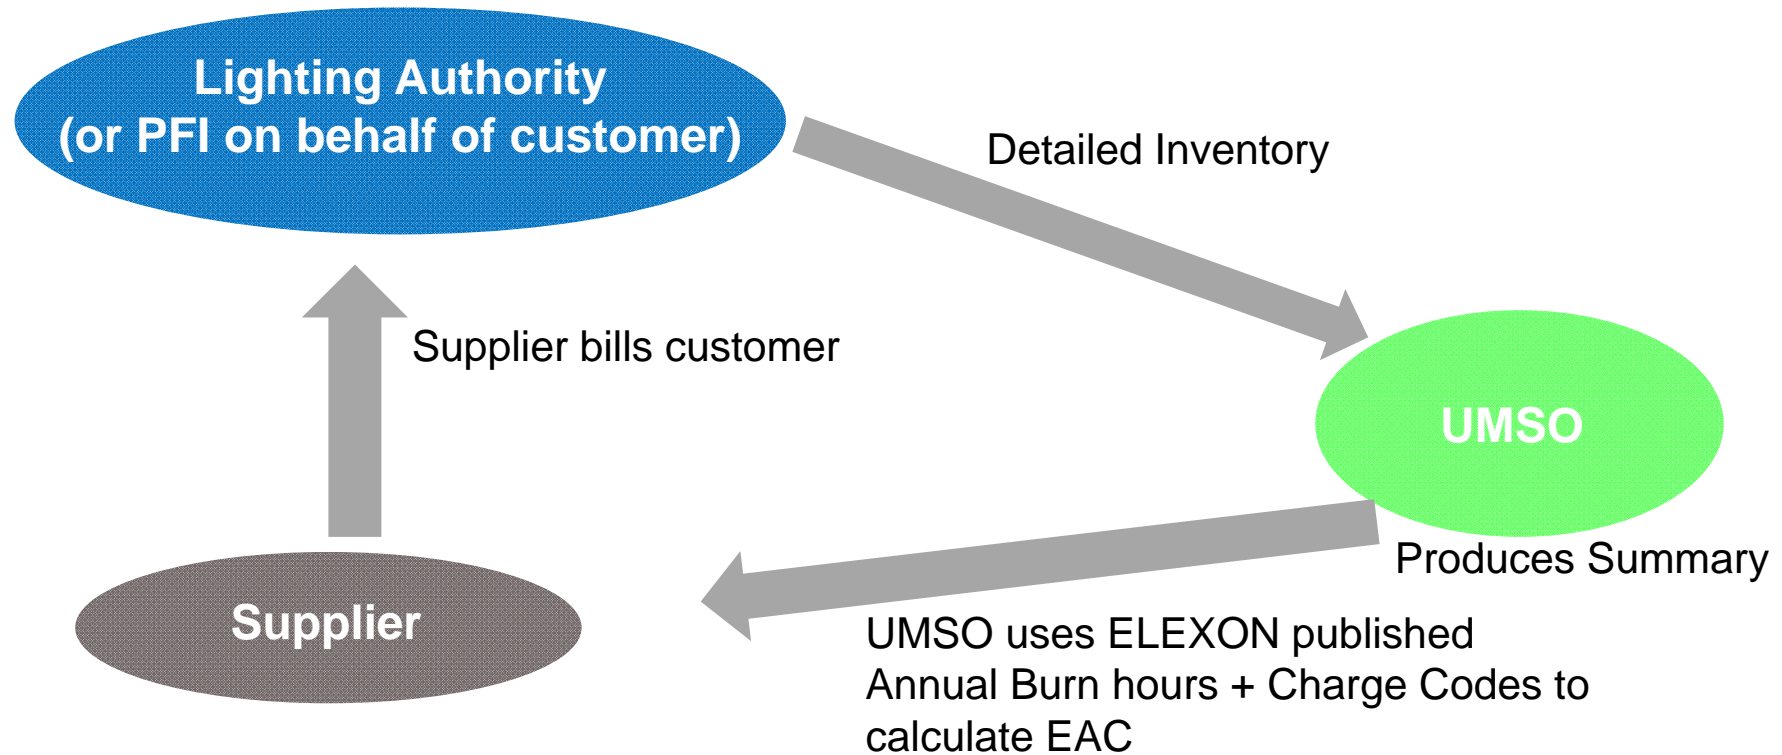 Lighting Authority
(or PFI on behalf of customer)
Detailed Inventory
Supplier bills customer
UMSO
Produces Summary
Supplier
UMSO uses ELEXON published
Annual Burn hours + Charge Codes to
calculate EAC